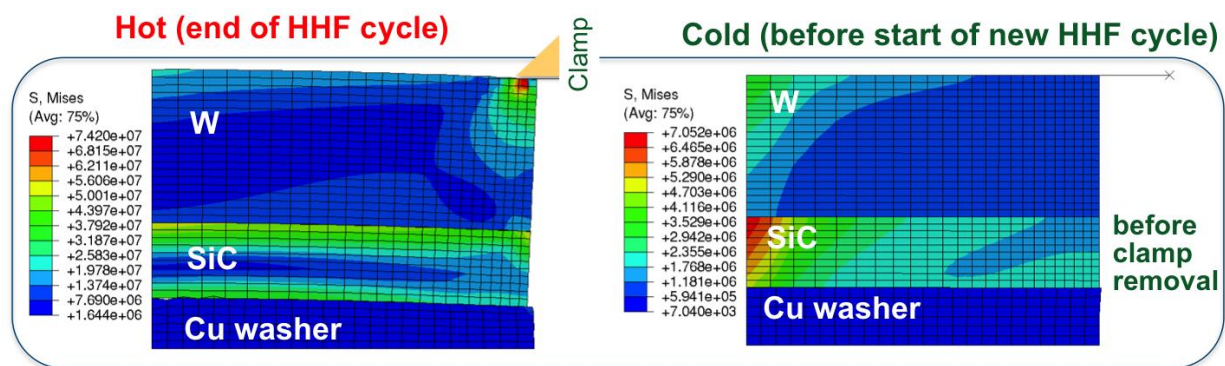 Hot (end of HHF cycle)
Clamp
S, Mises
(Avg: 75%)
+7.420e+07
+6.815e+07
+6.211e+07
+5.606e+07
+5.001e+07
+4.397e+07
+3.792e+07
+3.187e+07
+2.583e+07
+1.978e+07
+1.374e+07
+7.690e+06
+1.644e+06
W
SiC
Cu washer
Cold (before start of new HHF cycle)
S, Mises
(Avg: 75%)
+7.052e+06
+6.465e+06
+5.878e+06
+5.290e+06
+4.703e+06
+4.116e+06
+3.529e+06
+2.942e+06
+2.355e+06
+1.768e+06
+1.181e+06
+5.941e+05
+7.040e+03
W
SiC
Cu washer
before
clamp
removal